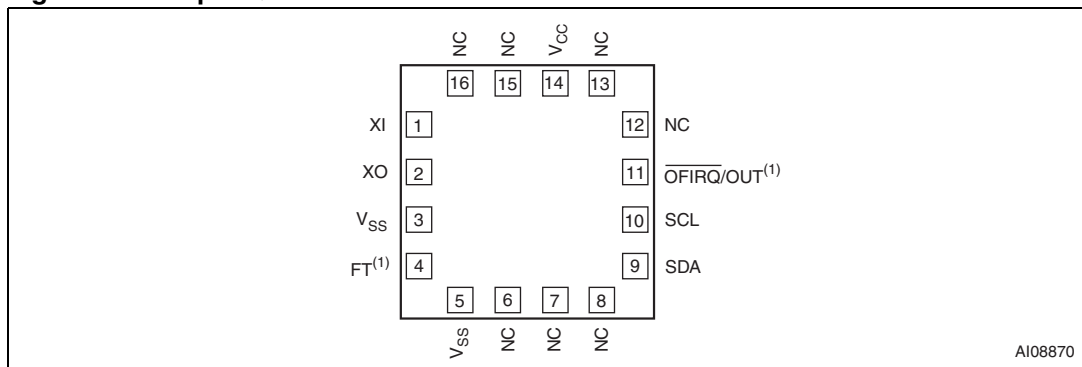 NC NC VCC NC
16 15 14 13
XI 1 12 NC
XO 2 11 OFIRQ/OUT(1)
VSS 3 10 SCL
FT(1) 4 9 SDA
5 6 7 8
VSS NC NC NC
AI08870